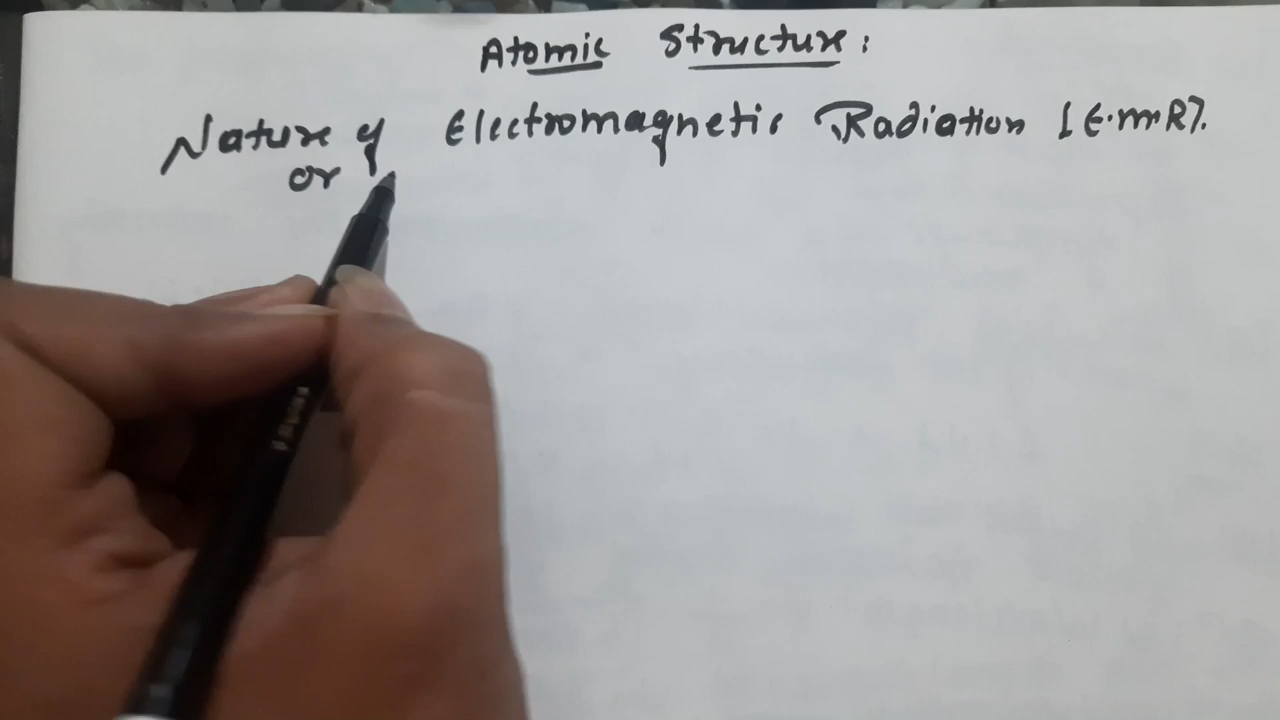 Atomic Structure:
Nature of Electromagnetic Radiation [E.m.R].
or